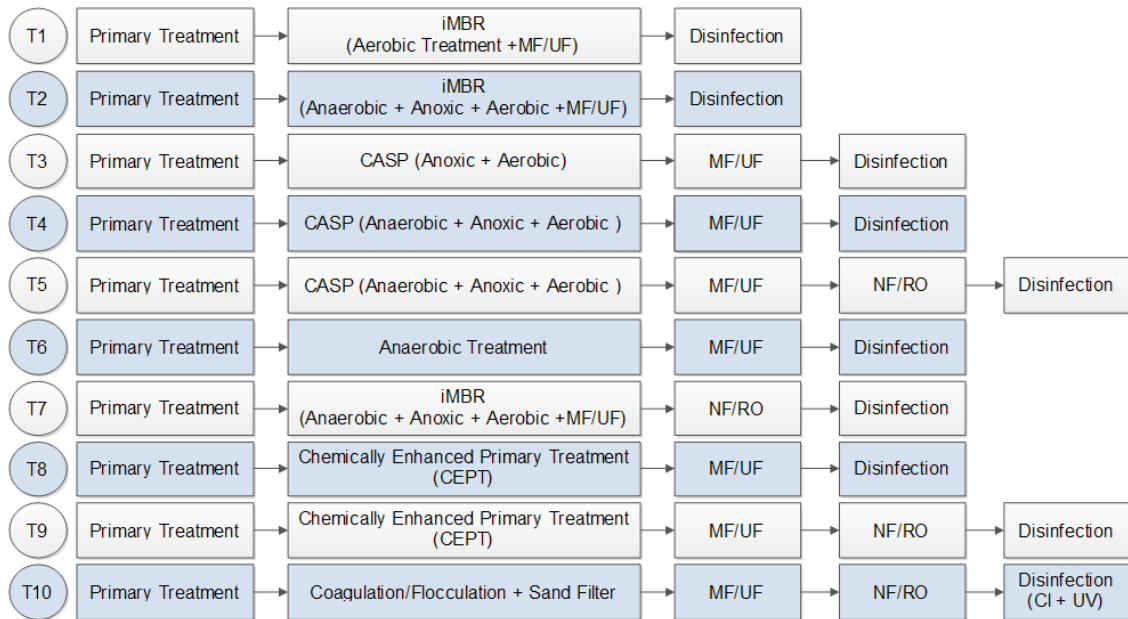 T1 Primary Treatment iMBR Disinfection
(Aerobic Treatment +MF/UF)
T2 Primary Treatment iMBR Disinfection
(Anaerobic + Anoxic + Aerobic +MF/UF)
T3 Primary Treatment CASP (Anoxic + Aerobic) MF/UF Disinfection
T4 Primary Treatment CASP (Anaerobic + Anoxic + Aerobic ) MF/UF Disinfection
T5 Primary Treatment CASP (Anaerobic + Anoxic + Aerobic ) MF/UF NF/RO Disinfection
T6 Primary Treatment Anaerobic Treatment MF/UF Disinfection
T7 Primary Treatment iMBR NF/RO Disinfection
(Anaerobic + Anoxic + Aerobic +MF/UF)
T8 Primary Treatment Chemically Enhanced Primary Treatment MF/UF Disinfection
(CEPT)
T9 Primary Treatment Chemically Enhanced Primary Treatment MF/UF NF/RO Disinfection
(CEPT)
T10 Primary Treatment Coagulation/Flocculation + Sand Filter MF/UF NF/RO Disinfection
(Cl + UV)